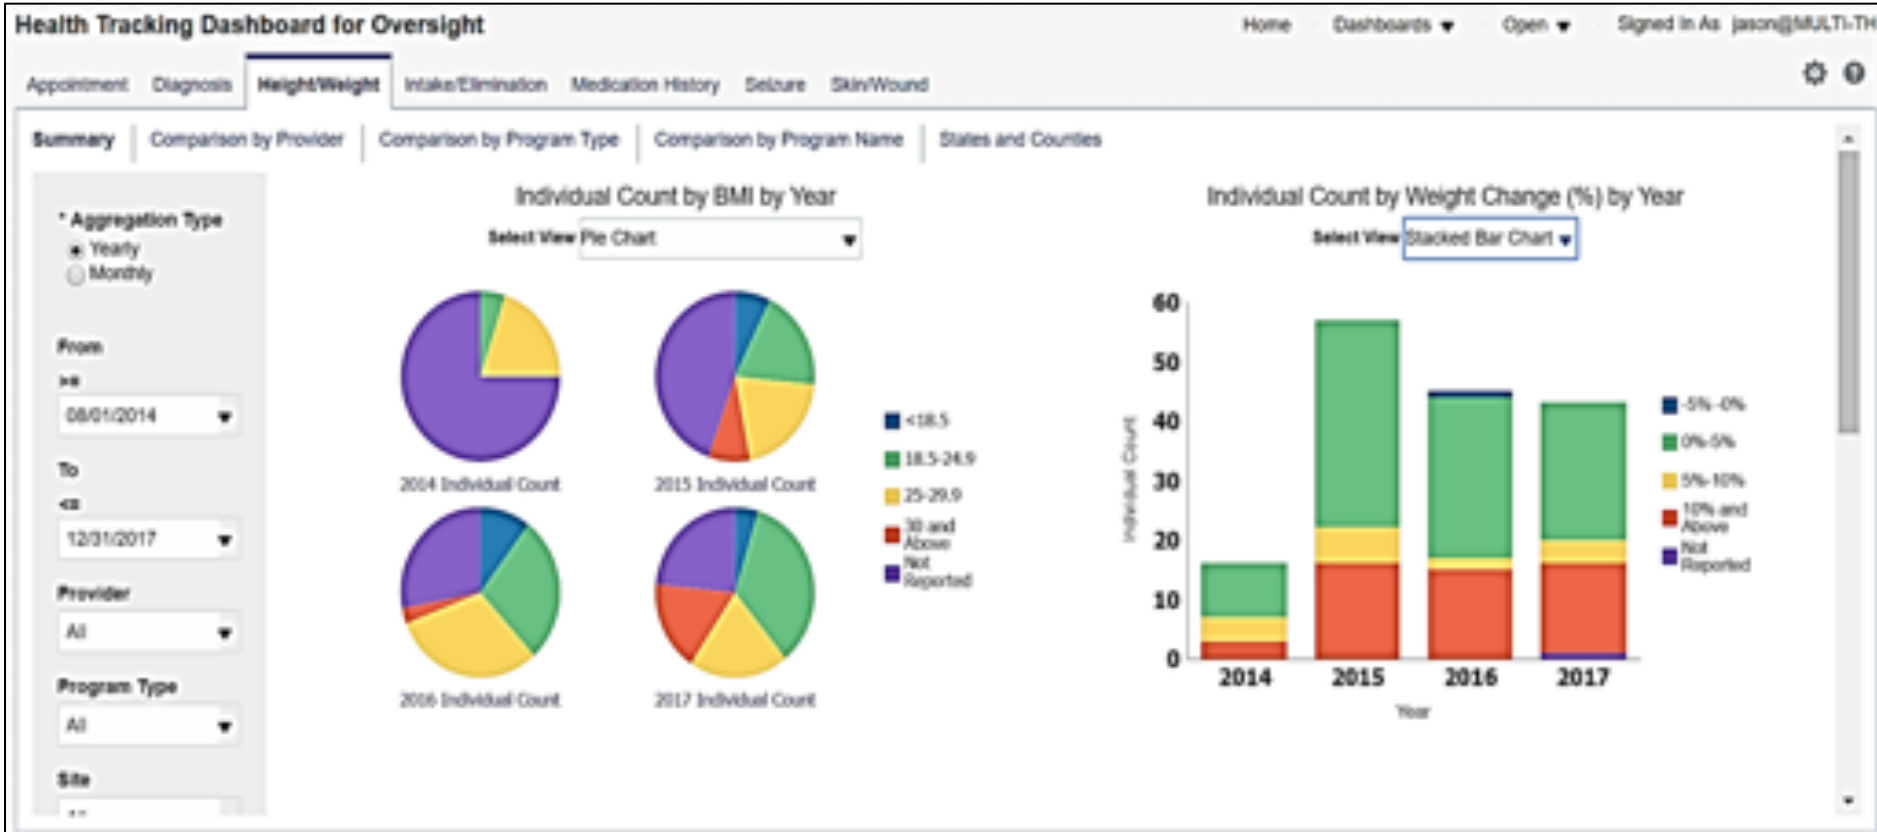 Health Tracking Dashboard for Oversight
Home Dashboards Open Signed In As jason@MULTI-TH
Appointment Diagnosis Height/Weight Intake/Elimination Medication History Seizure Skin/Wound
Summary Comparison by Provider Comparison by Program Type Comparison by Program Name States and Counties
* Aggregation Type
Yearly
Monthly
From
>=
08/01/2014
To
<=
12/31/2017
Provider
All
Program Type
All
Site
Individual Count by BMI by Year
Select View Pie Chart
2014 Individual Count
2015 Individual Count
2016 Individual Count
2017 Individual Count
<18.5
18.5-24.9
25-29.9
30 and
Above
Not
Reported
Individual Count by Weight Change (%) by Year
Select View Stacked Bar Chart
Individual Count
60
50
40
30
20
10
0
2014 2015 2016 2017
Year
-5% -0%
0%-5%
5%-10%
10% and
Above
Not
Reported